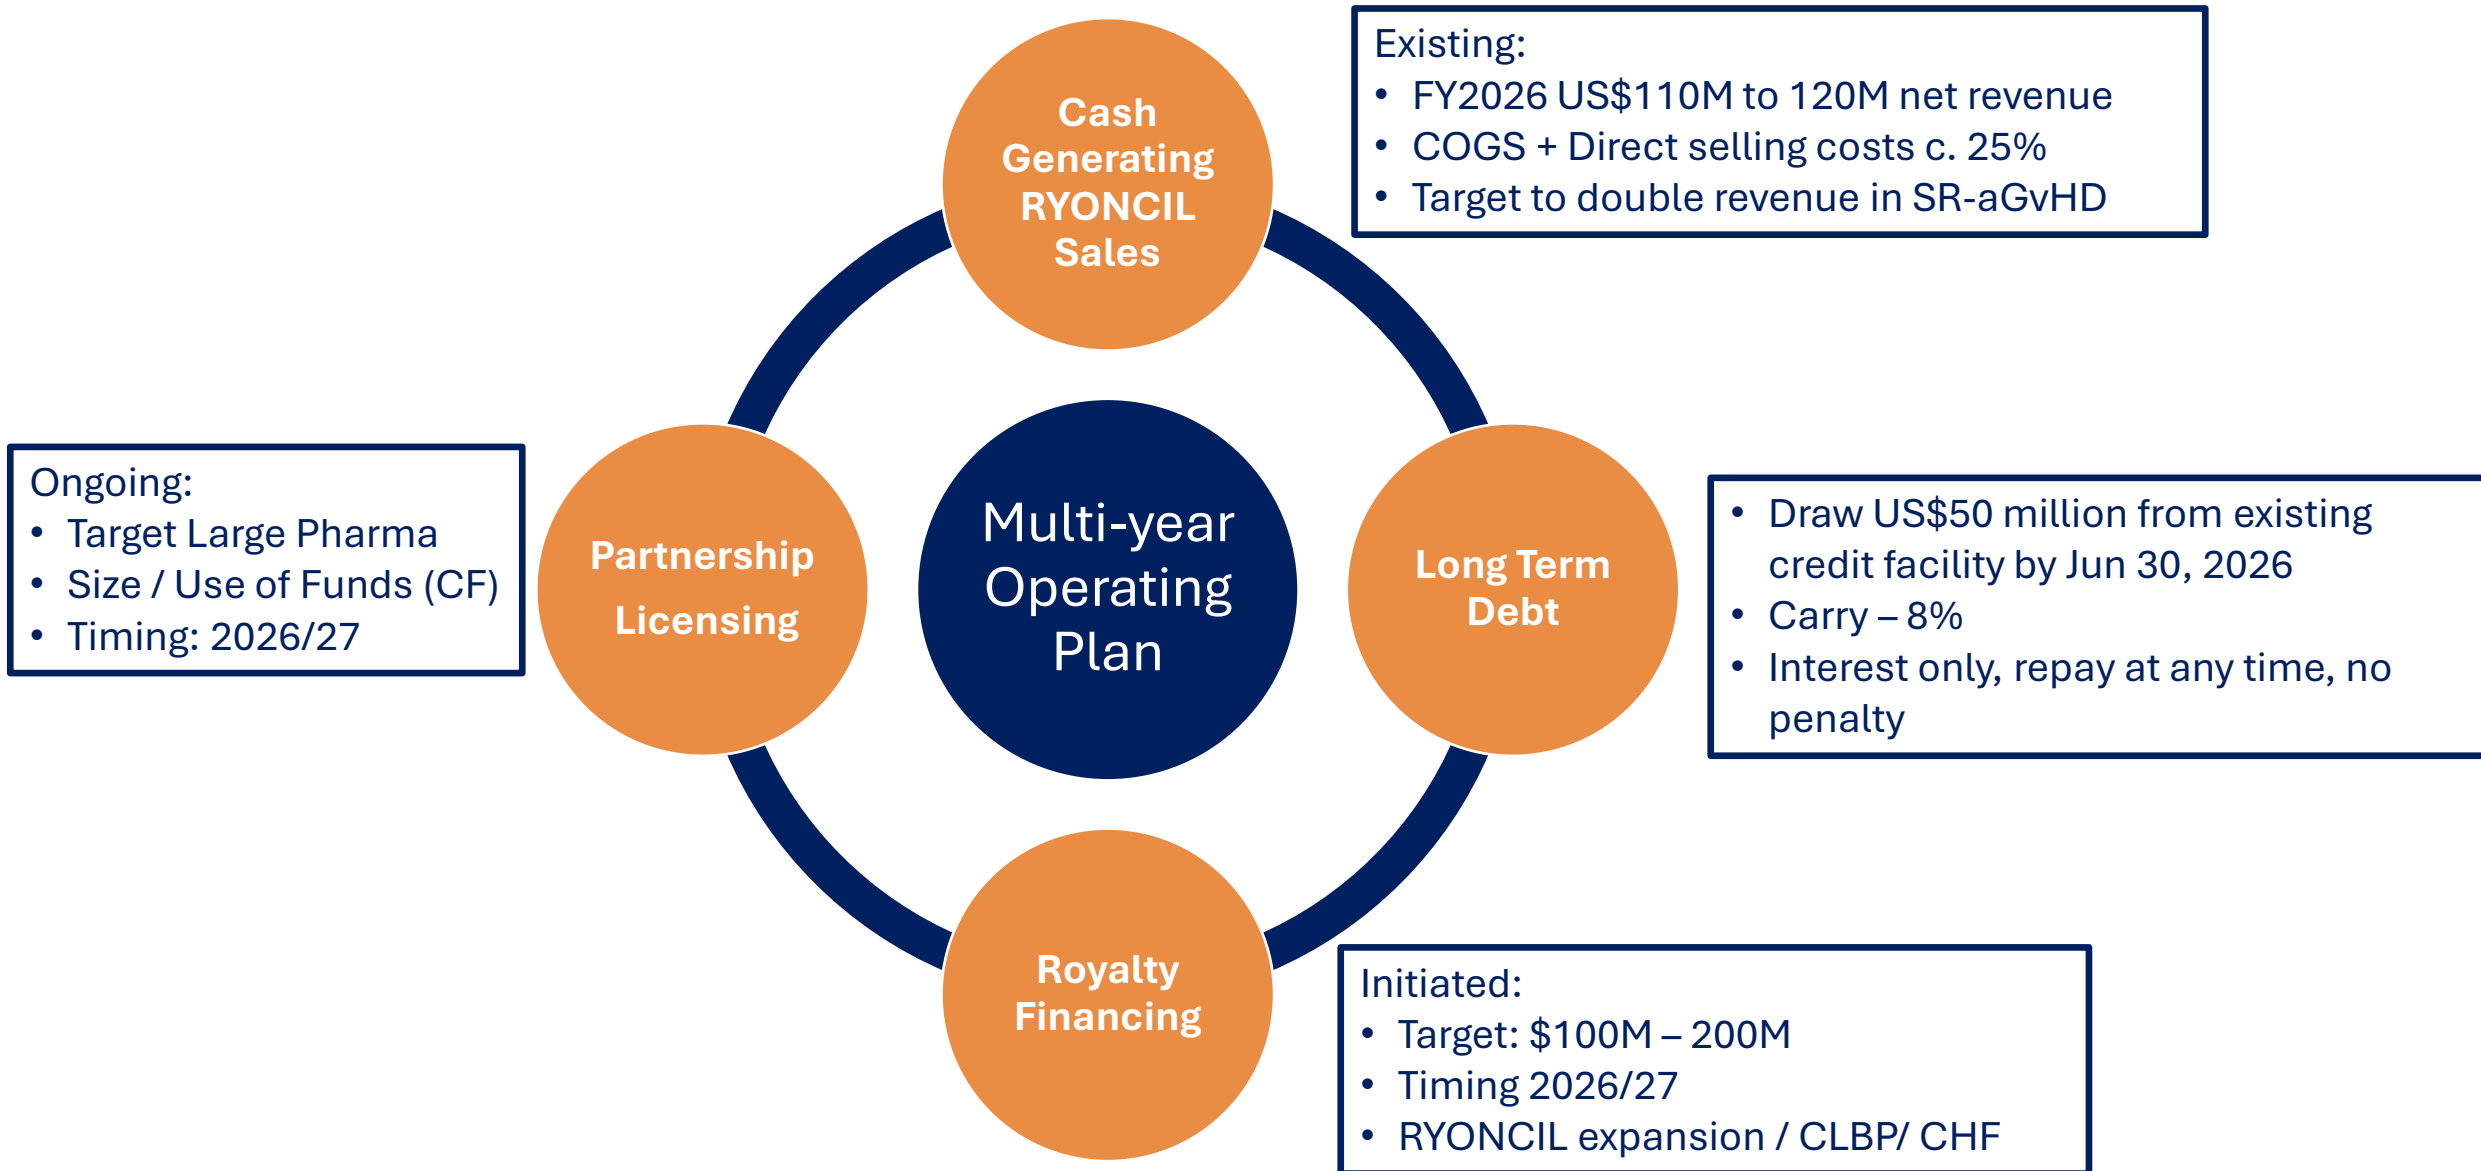 Cash
Generating
RYONCIL
Sales
Existing:
• FY2026 US$110M to 120M net revenue
• COGS + Direct selling costs c. 25%
• Target to double revenue in SR-aGvHD
Ongoing:
• Target Large Pharma
• Size / Use of Funds (CF)
• Timing: 2026/27
Partnership
Licensing
Multi-year
Operating
Plan
Long Term
Debt
• Draw US$50 million from existing
credit facility by Jun 30, 2026
• Carry – 8%
• Interest only, repay at any time, no
penalty
Royalty
Financing
Initiated:
• Target: $100M – 200M
• Timing 2026/27
• RYONCIL expansion / CLBP/ CHF